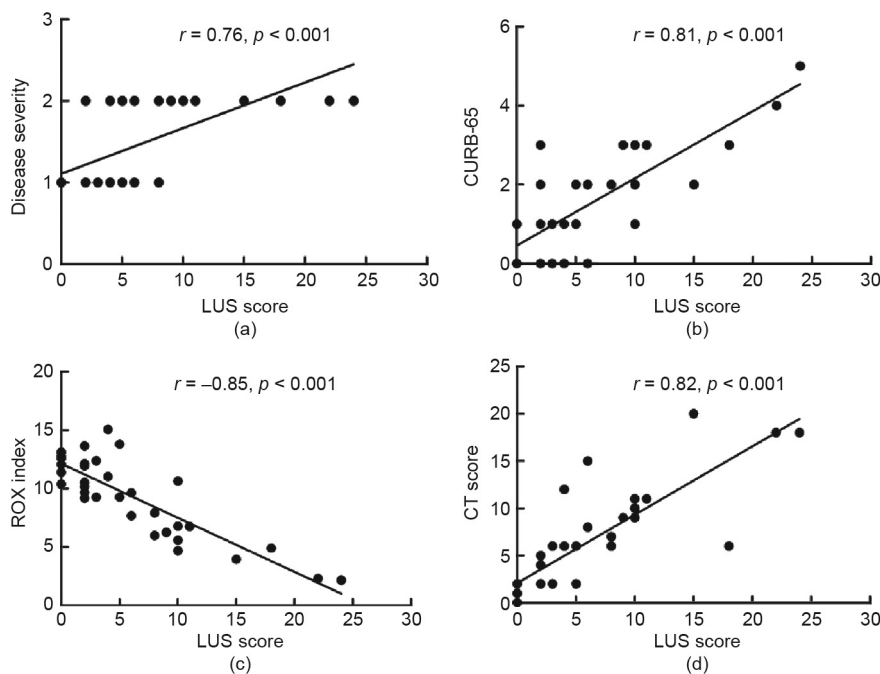 r = 0.76, p < 0.001
Disease severity
3
2
1
0
0 5 10 15 20 25 30
LUS score
(a)
r = 0.81, p < 0.001
CURB-65
6
4
2
0
0 5 10 15 20 25 30
LUS score
(b)
r = –0.85, p < 0.001
ROX index
20
15
10
5
0
0 5 10 15 20 25 30
LUS score
(c)
r = 0.82, p < 0.001
CT score
25
20
15
10
5
0
0 5 10 15 20 25 30
LUS score
(d)